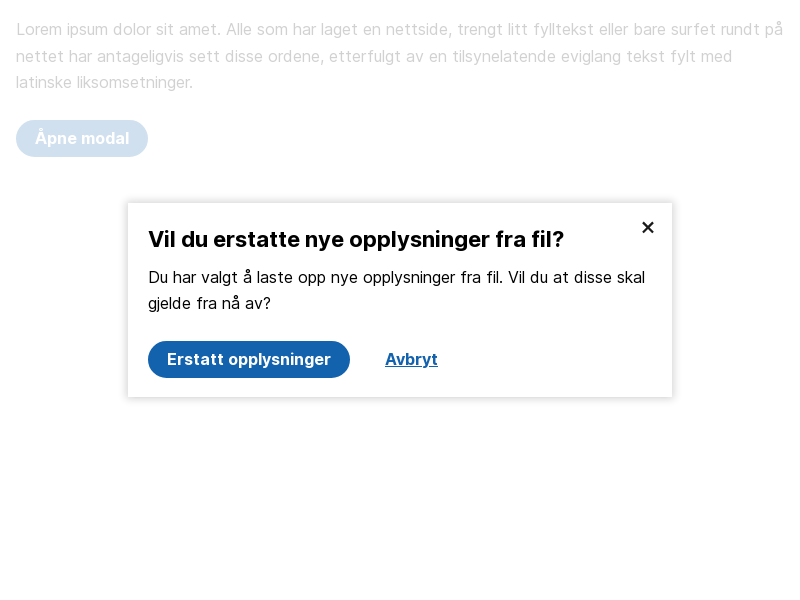 Lorem ipsum dolor sit amet. Alle som har laget en nettside, trengt litt fylltekst eller bare surfet rundt på
nettet har antageligvis sett disse ordene, etterfulgt av en tilsynelatende eviglang tekst fylt med
latinske liksomsetninger.
Åpne modal
Vil du erstatte nye opplysninger fra fil?
Du har valgt å laste opp nye opplysninger fra fil. Vil du at disse skal
gjelde fra nå av?
Erstatt opplysninger
Avbryt